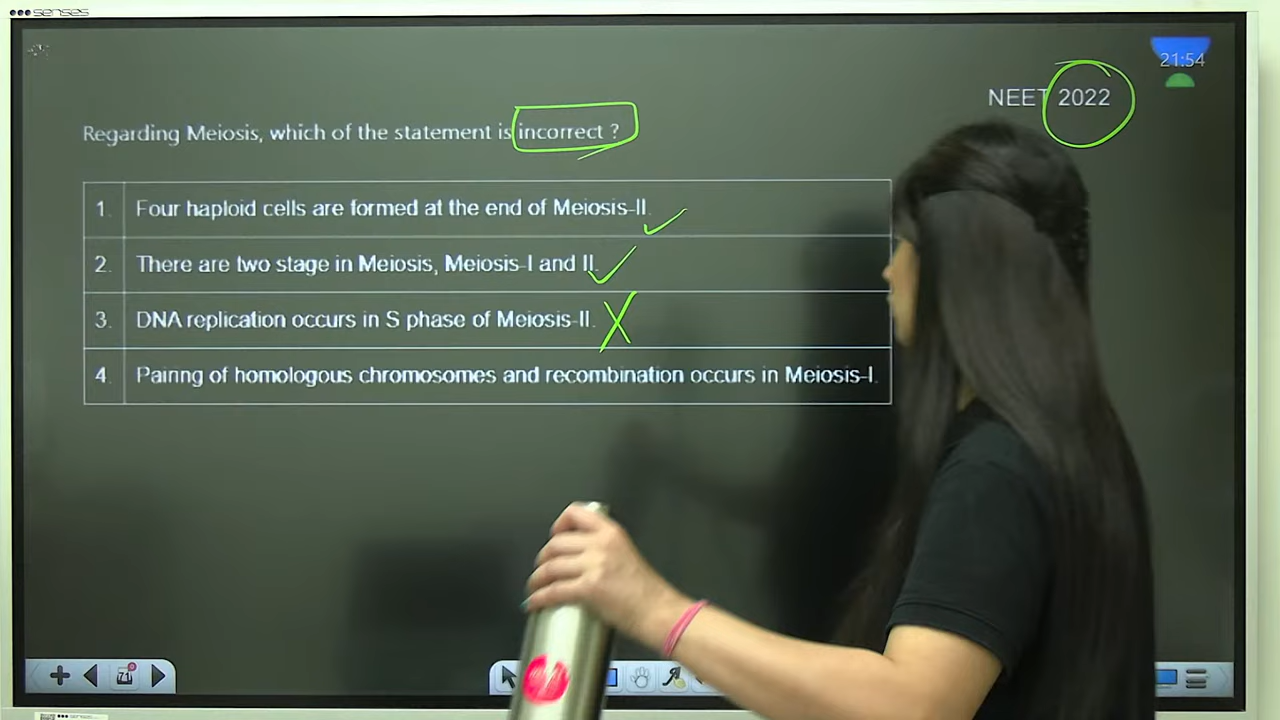 senses
21:54
NEET 2022
Regarding Meiosis, which of the statement is incorrect ?
1. Four haploid cells are formed at the end of Meiosis-II.
2. There are two stage in Meiosis, Meiosis-I and II.
3. DNA replication occurs in S phase of Meiosis-II.
4. Pairing of homologous chromosomes and recombination occurs in Meiosis-I.
71